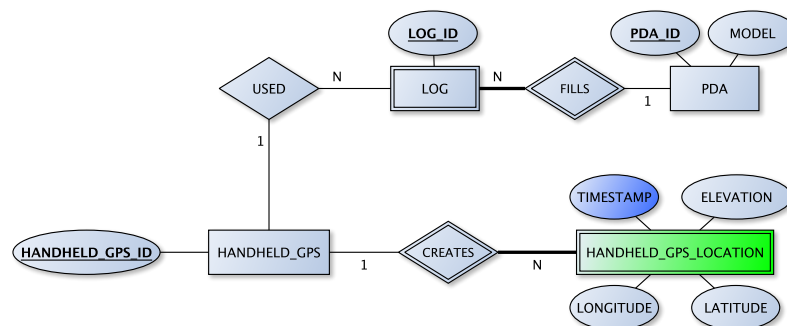 LOG_ID
PDA_ID
MODEL
USED
N
LOG
N
FILLS
1
PDA
1
TIMESTAMP
ELEVATION
HANDHELD_GPS_ID
HANDHELD_GPS
1
CREATES
N
HANDHELD_GPS_LOCATION
LONGITUDE
LATITUDE